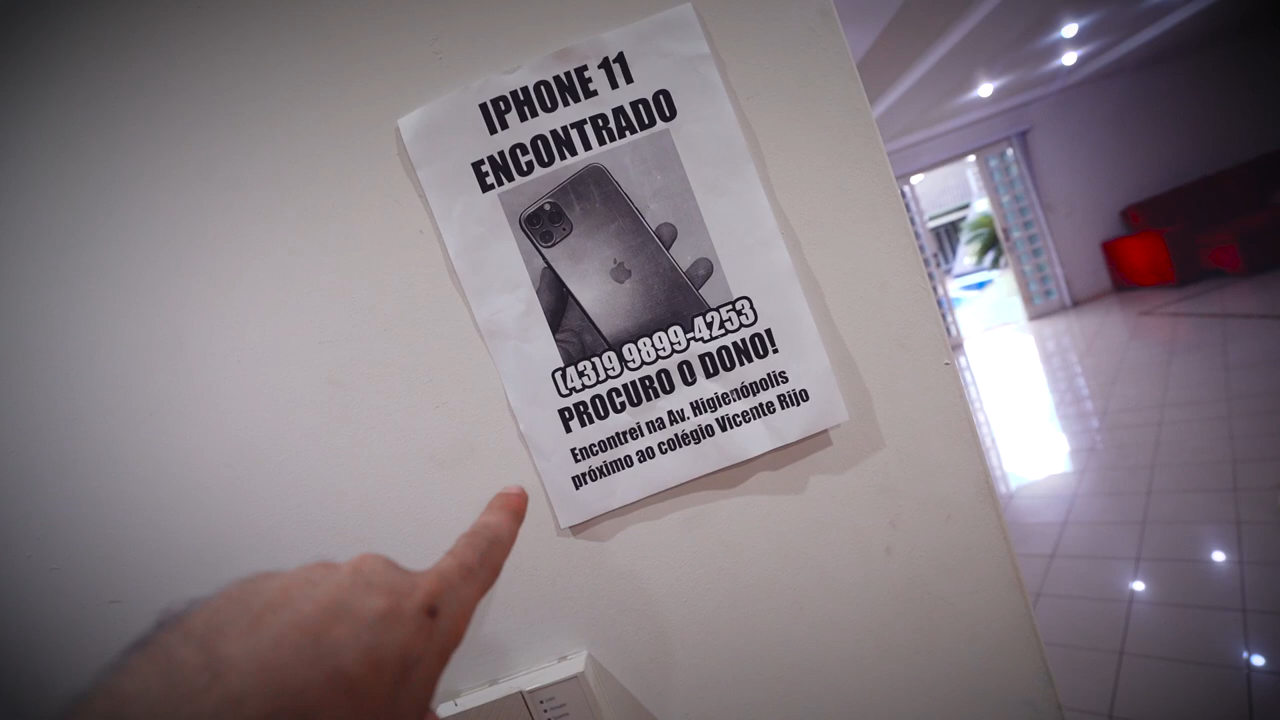 IPHONE 11
ENCONTRADO
(43)9 9899-4253
PROCURO O DONO!
Encontrei na Av. Higienópolis
próximo ao colégio Vicente Rijo